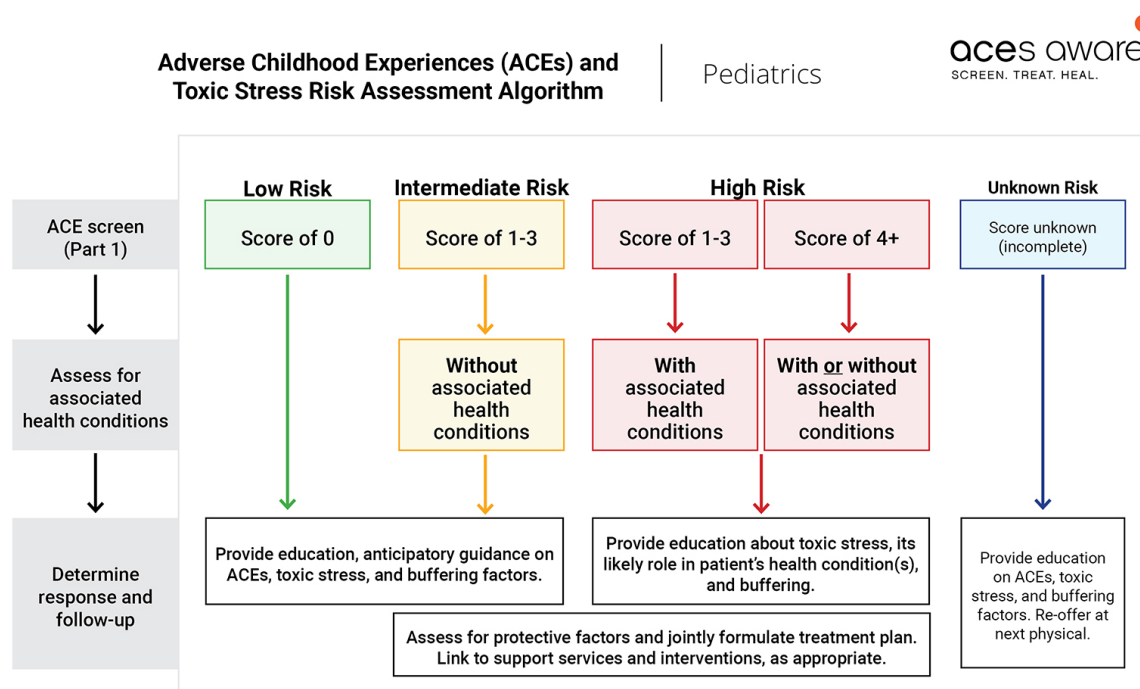 Adverse Childhood Experiences (ACEs) and
Toxic Stress Risk Assessment Algorithm
Pediatrics
aces aware
SCREEN. TREAT. HEAL.
Low Risk
Intermediate Risk
High Risk
Unknown Risk
ACE screen
(Part 1)
Score of 0
Score of 1-3
Score of 1-3
Score of 4+
Score unknown
(incomplete)
Assess for
associated
health conditions
Without
associated
health
conditions
With
associated
health
conditions
With or without
associated
health
conditions
Determine
response and
follow-up
Provide education, anticipatory guidance on
ACEs, toxic stress, and buffering factors.
Provide education about toxic stress, its
likely role in patient's health condition(s),
and buffering.
Provide education
on ACEs, toxic
stress, and buffering
factors. Re-offer at
next physical.
Assess for protective factors and jointly formulate treatment plan.
Link to support services and interventions, as appropriate.